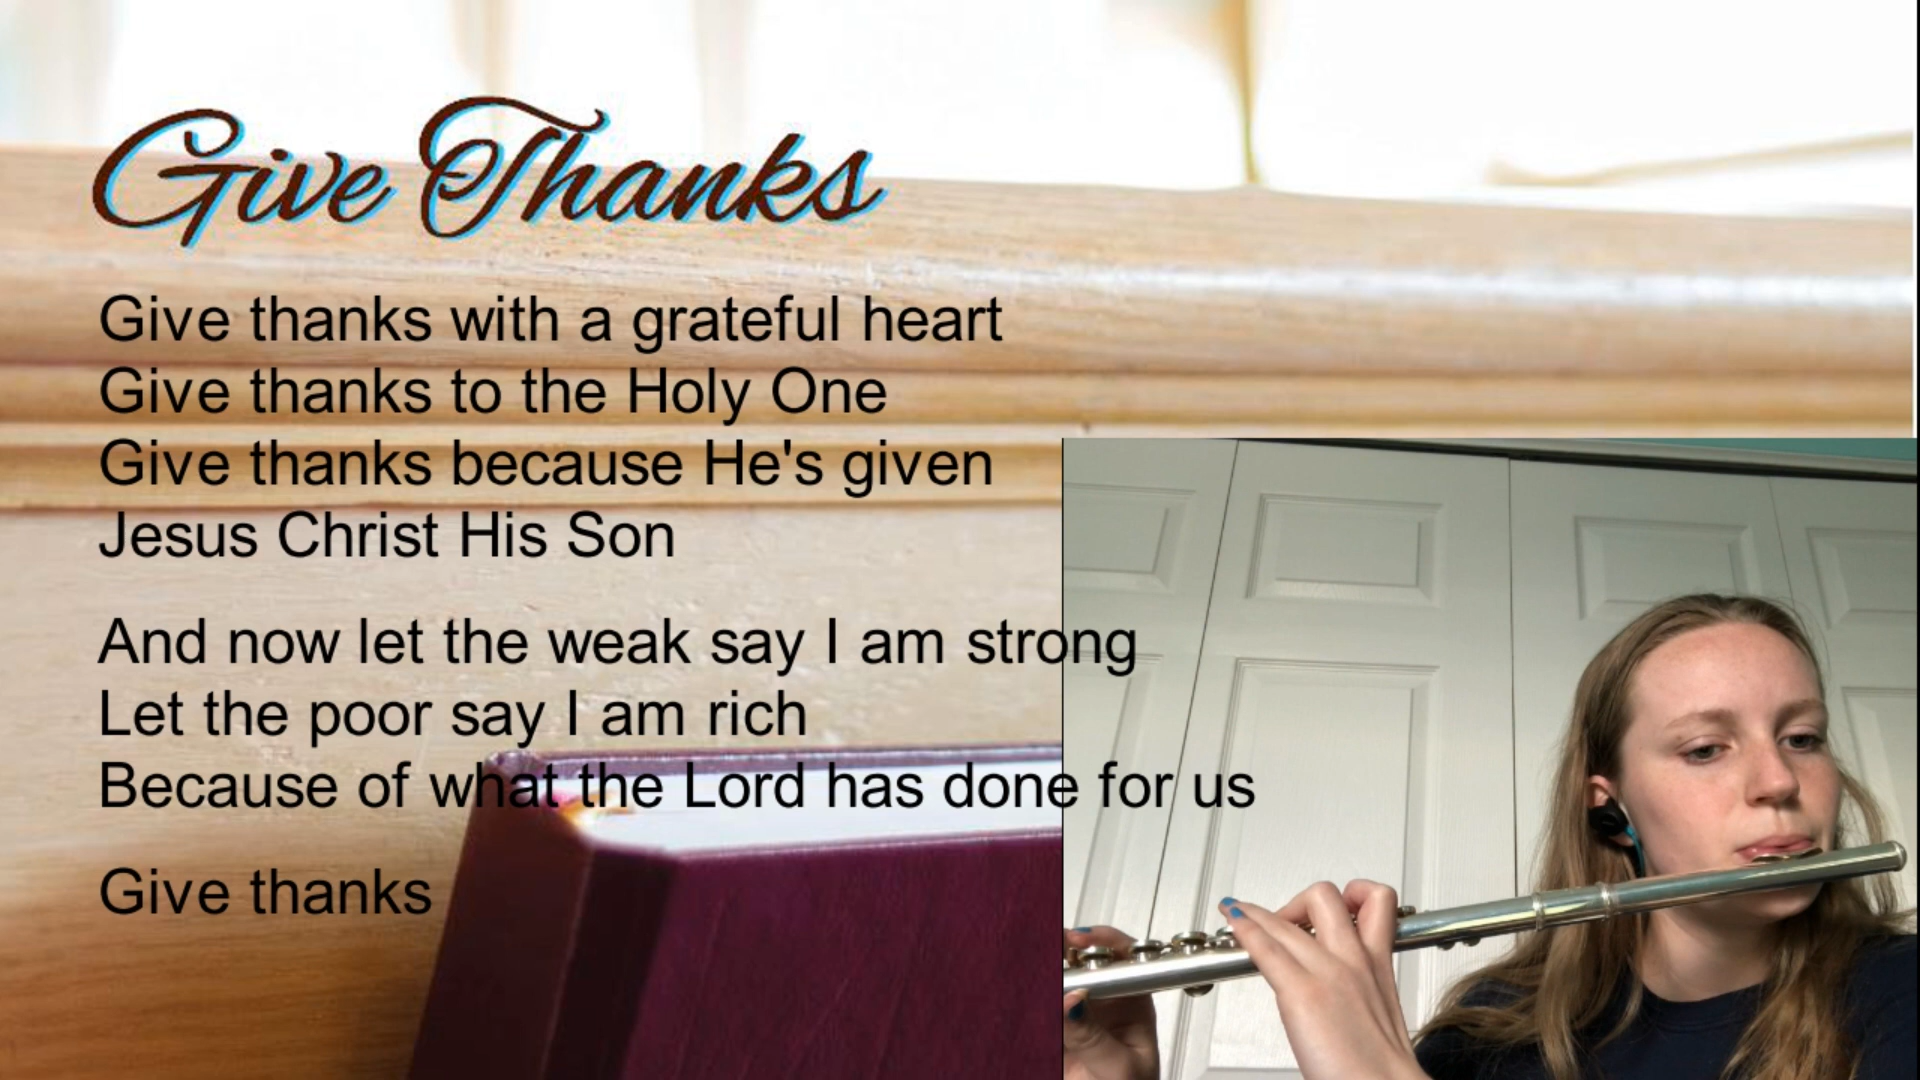 Give Thanks
Give thanks with a grateful heart
Give thanks to the Holy One
Give thanks because He's given
Jesus Christ His Son
And now let the weak say I am strong
Let the poor say I am rich
Because of what the Lord has done for us
Give thanks